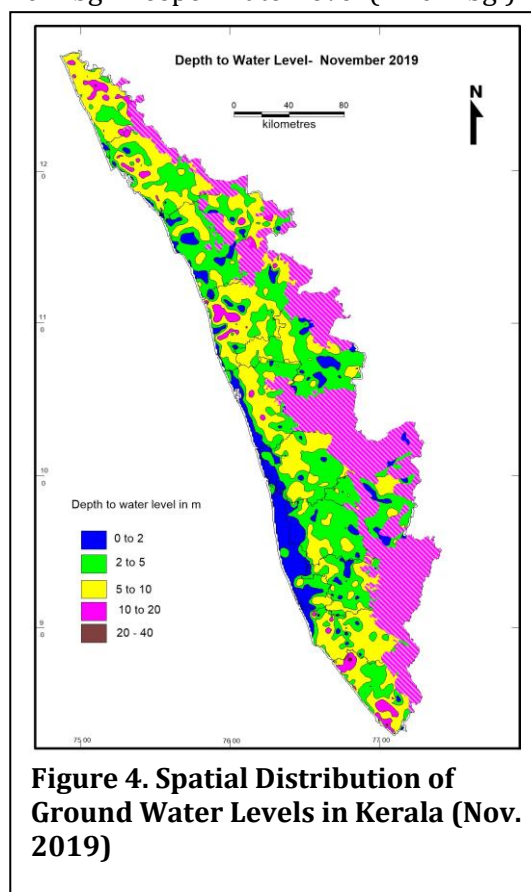 Depth to Water Level- November 2019
0 20 40 80
kilometres
N
12
0
11
0
10
0
9
0
Depth to water level in m
0 to 2
2 to 5
5 to 10
10 to 20
20 - 40
75 00 76 00 77 00
Figure 4. Spatial Distribution of
Ground Water Levels in Kerala (Nov.
2019)